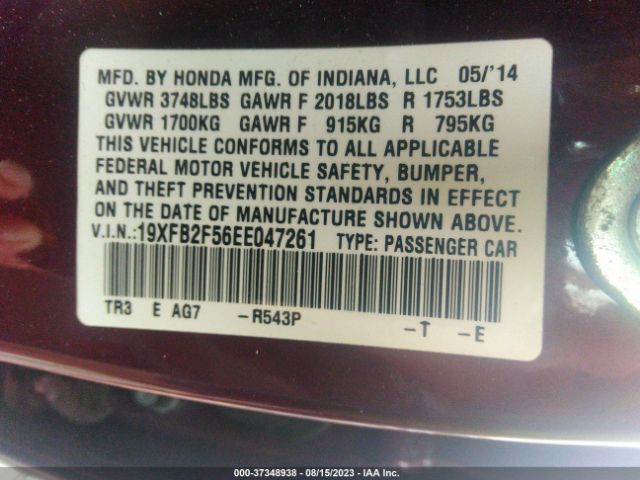 MFD. BY HONDA MFG. OF INDIANA, LLC 05/'14
GVWR 3748LBS GAWR F 2018LBS R 1753LBS
GVWR 1700KG GAWR F 915KG R 795KG
THIS VEHICLE CONFORMS TO ALL APPLICABLE
FEDERAL MOTOR VEHICLE SAFETY, BUMPER,
AND THEFT PREVENTION STANDARDS IN EFFECT
ON THE DATE OF MANUFACTURE SHOWN ABOVE.
V.I.N.:19XFB2F56EE047261 TYPE: PASSENGER CAR
TR3 E AG7 -R543P -T -E
000-37348938 - 08/15/2023 - IAA Inc.